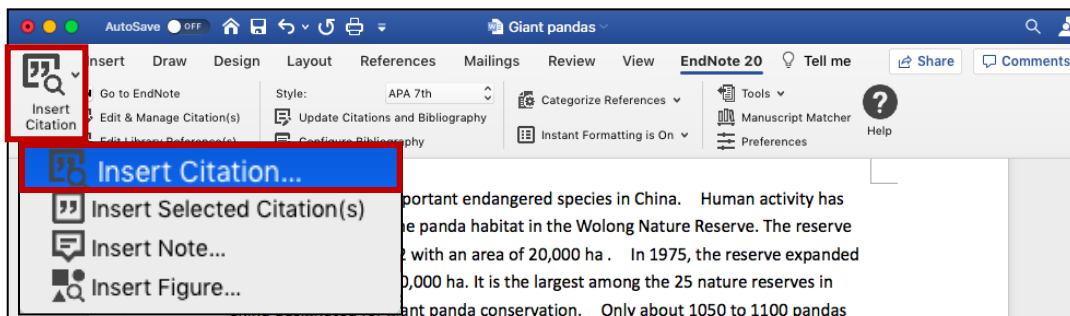 AutoSave OFF Giant pandas
Insert Draw Design Layout References Mailings Review View EndNote 20 Tell me Share Comments
Insert Citation
Go to EndNote
Edit & Manage Citation(s)
Edit Library Reference(s)
Style: APA 7th
Update Citations and Bibliography
Configure Bibliography
Categorize References
Instant Formatting is On
Tools
Manuscript Matcher
Preferences
Help
Insert Citation...
Insert Selected Citation(s)
Insert Note...
Insert Figure...
portant endangered species in China. Human activity has
panda habitat in the Wolong Nature Reserve. The reserve
with an area of 20,000 ha . In 1975, the reserve expanded
0,000 ha. It is the largest among the 25 nature reserves in
panda conservation. Only about 1050 to 1100 pandas